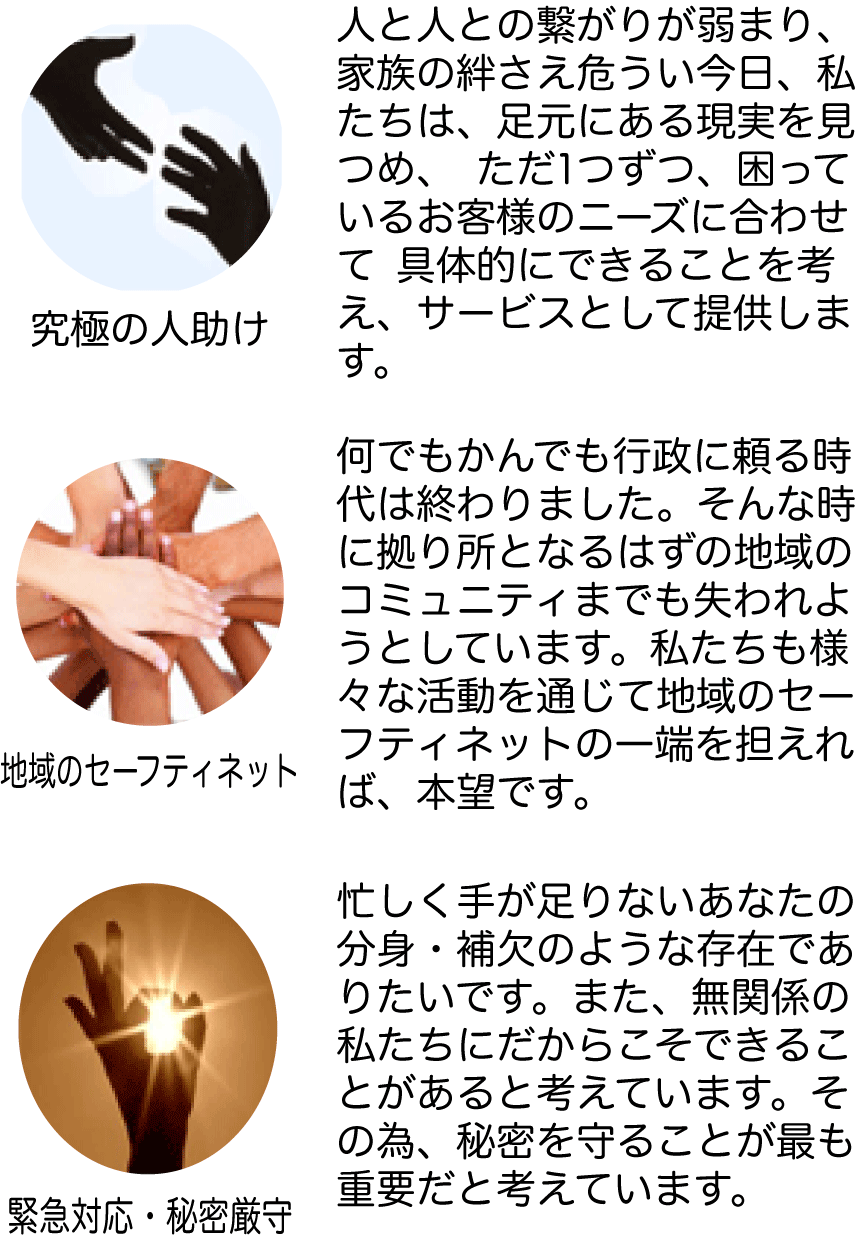 人と人との繋がりが弱まり、
家族の絆さえ危うい今日、私
たちは、足元にある現実を見
つめ、 ただ1つずつ、困って
いるお客様のニーズに合わせ
て 具体的にできることを考
え、サービスとして提供しま
す。
究極の人助け
何でもかんでも行政に頼る時
代は終わりました。そんな時
に拠り所となるはずの地域の
コミュニティまでも失われよ
うとしています。私たちも様
々な活動を通じて地域のセー
フティネットの一端を担えれ
ば、本望です。
地域のセーフティネット
忙しく手が足りないあなたの
分身・補欠のような存在であ
りたいです。また、無関係の
私たちにだからこそできるこ
とがあると考えています。そ
の為、秘密を守ることが最も
重要だと考えています。
緊急対応・秘密厳守